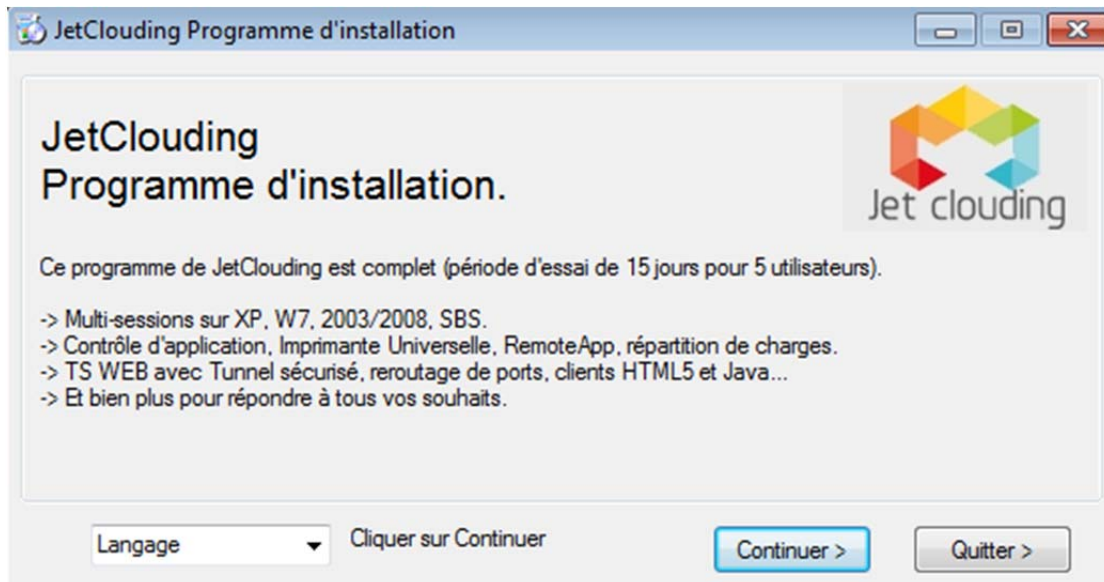 JetClouding Programme d'installation
JetClouding
Programme d'installation.
Jet clouding
Ce programme de JetClouding est complet (période d'essai de 15 jours pour 5 utilisateurs).
-> Multi-sessions sur XP, W7, 2003/2008, SBS.
-> Contrôle d'application, Imprimante Universelle, RemoteApp, répartition de charges.
-> TS WEB avec Tunnel sécurisé, reroutage de ports, clients HTML5 et Java...
-> Et bien plus pour répondre à tous vos souhaits.
Langage
Cliquer sur Continuer
Continuer >
Quitter >